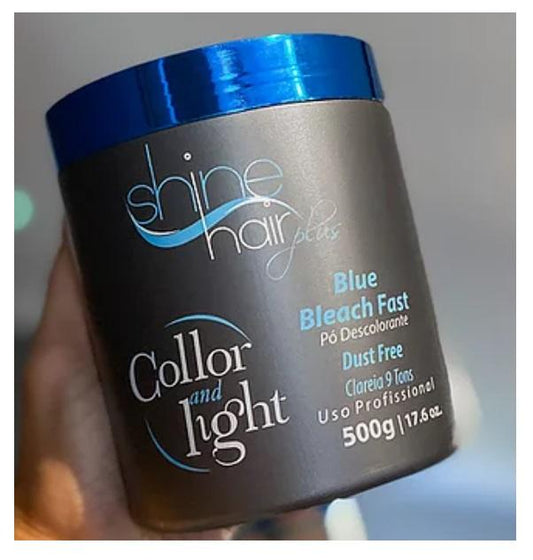 shine
hair plus
Blue
Bleach Fast
Pó Descolorante
Dust Free
Clareia 9 Tons
Uso Profissional
500g | 17.6 oz.
Collor
and
light